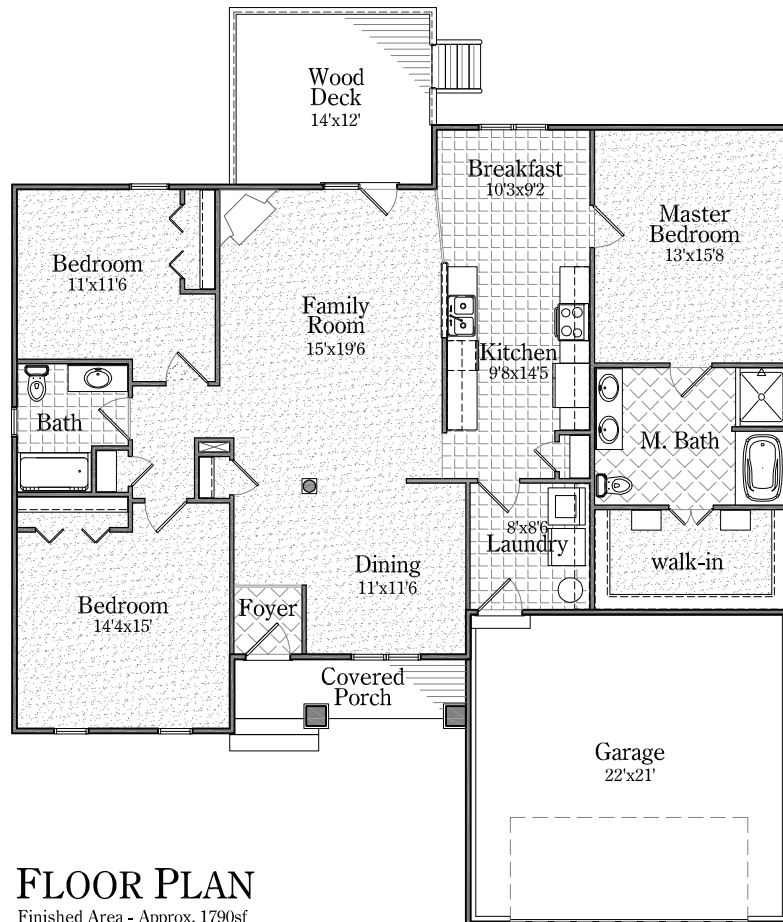 Wood
Deck
14'x12'
Breakfast
10'3x9'2
Master
Bedroom
13'x15'8
Bedroom
11'x11'6
Family
Room
15'x19'6
Kitchen
9'8x14'5
Bath
M. Bath
8'x8'6
Laundry
walk-in
Dining
11'x11'6
Bedroom
14'4x15'
Foyer
Covered
Porch
Garage
22'x21'
FLOOR PLAN
Finished Area - Approx. 1790sf